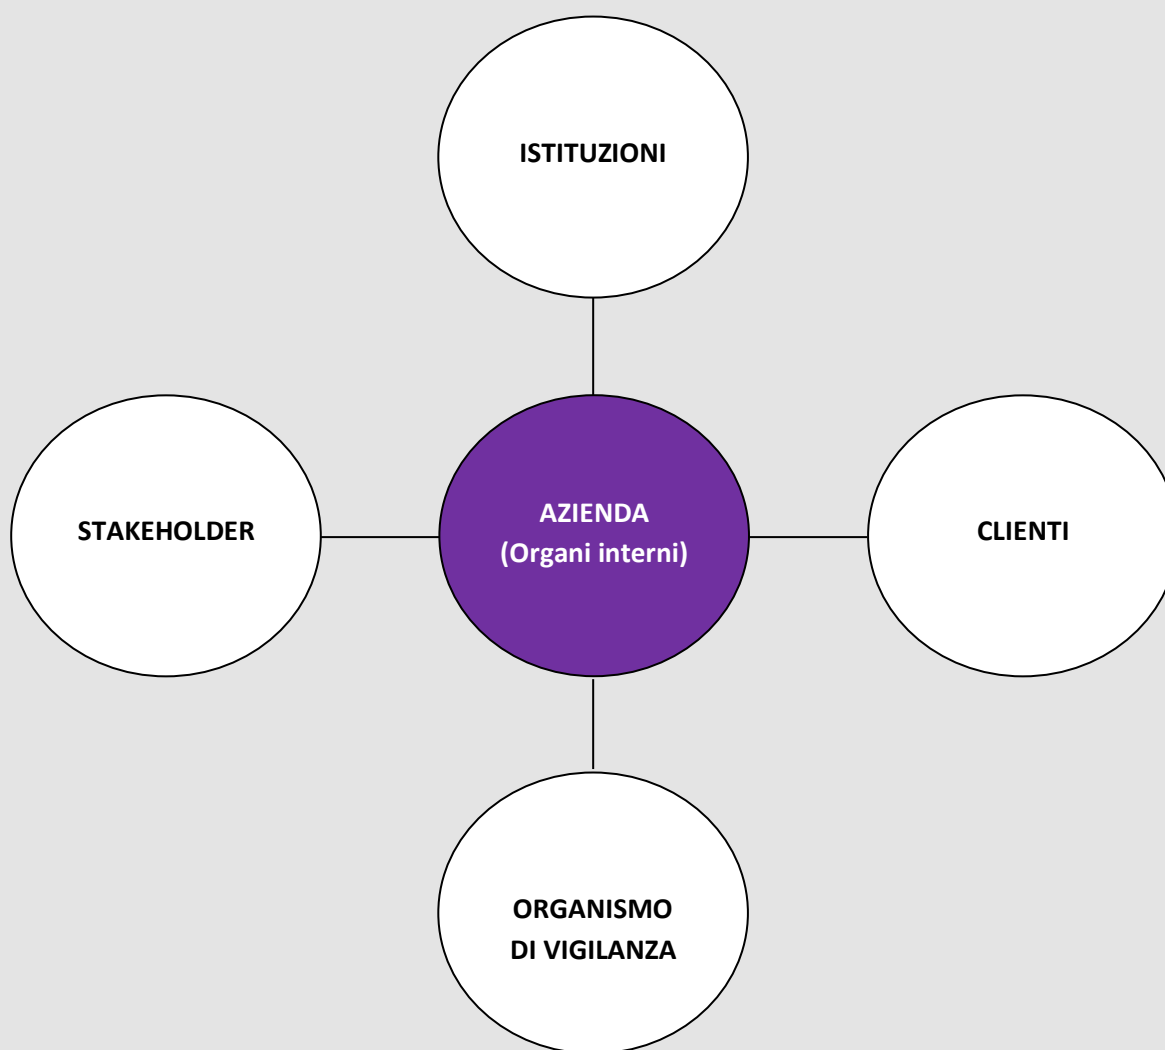 ISTITUZIONI
STAKEHOLDER
AZIENDA
(Organi interni)
CLIENTI
ORGANISMO
DI VIGILANZA